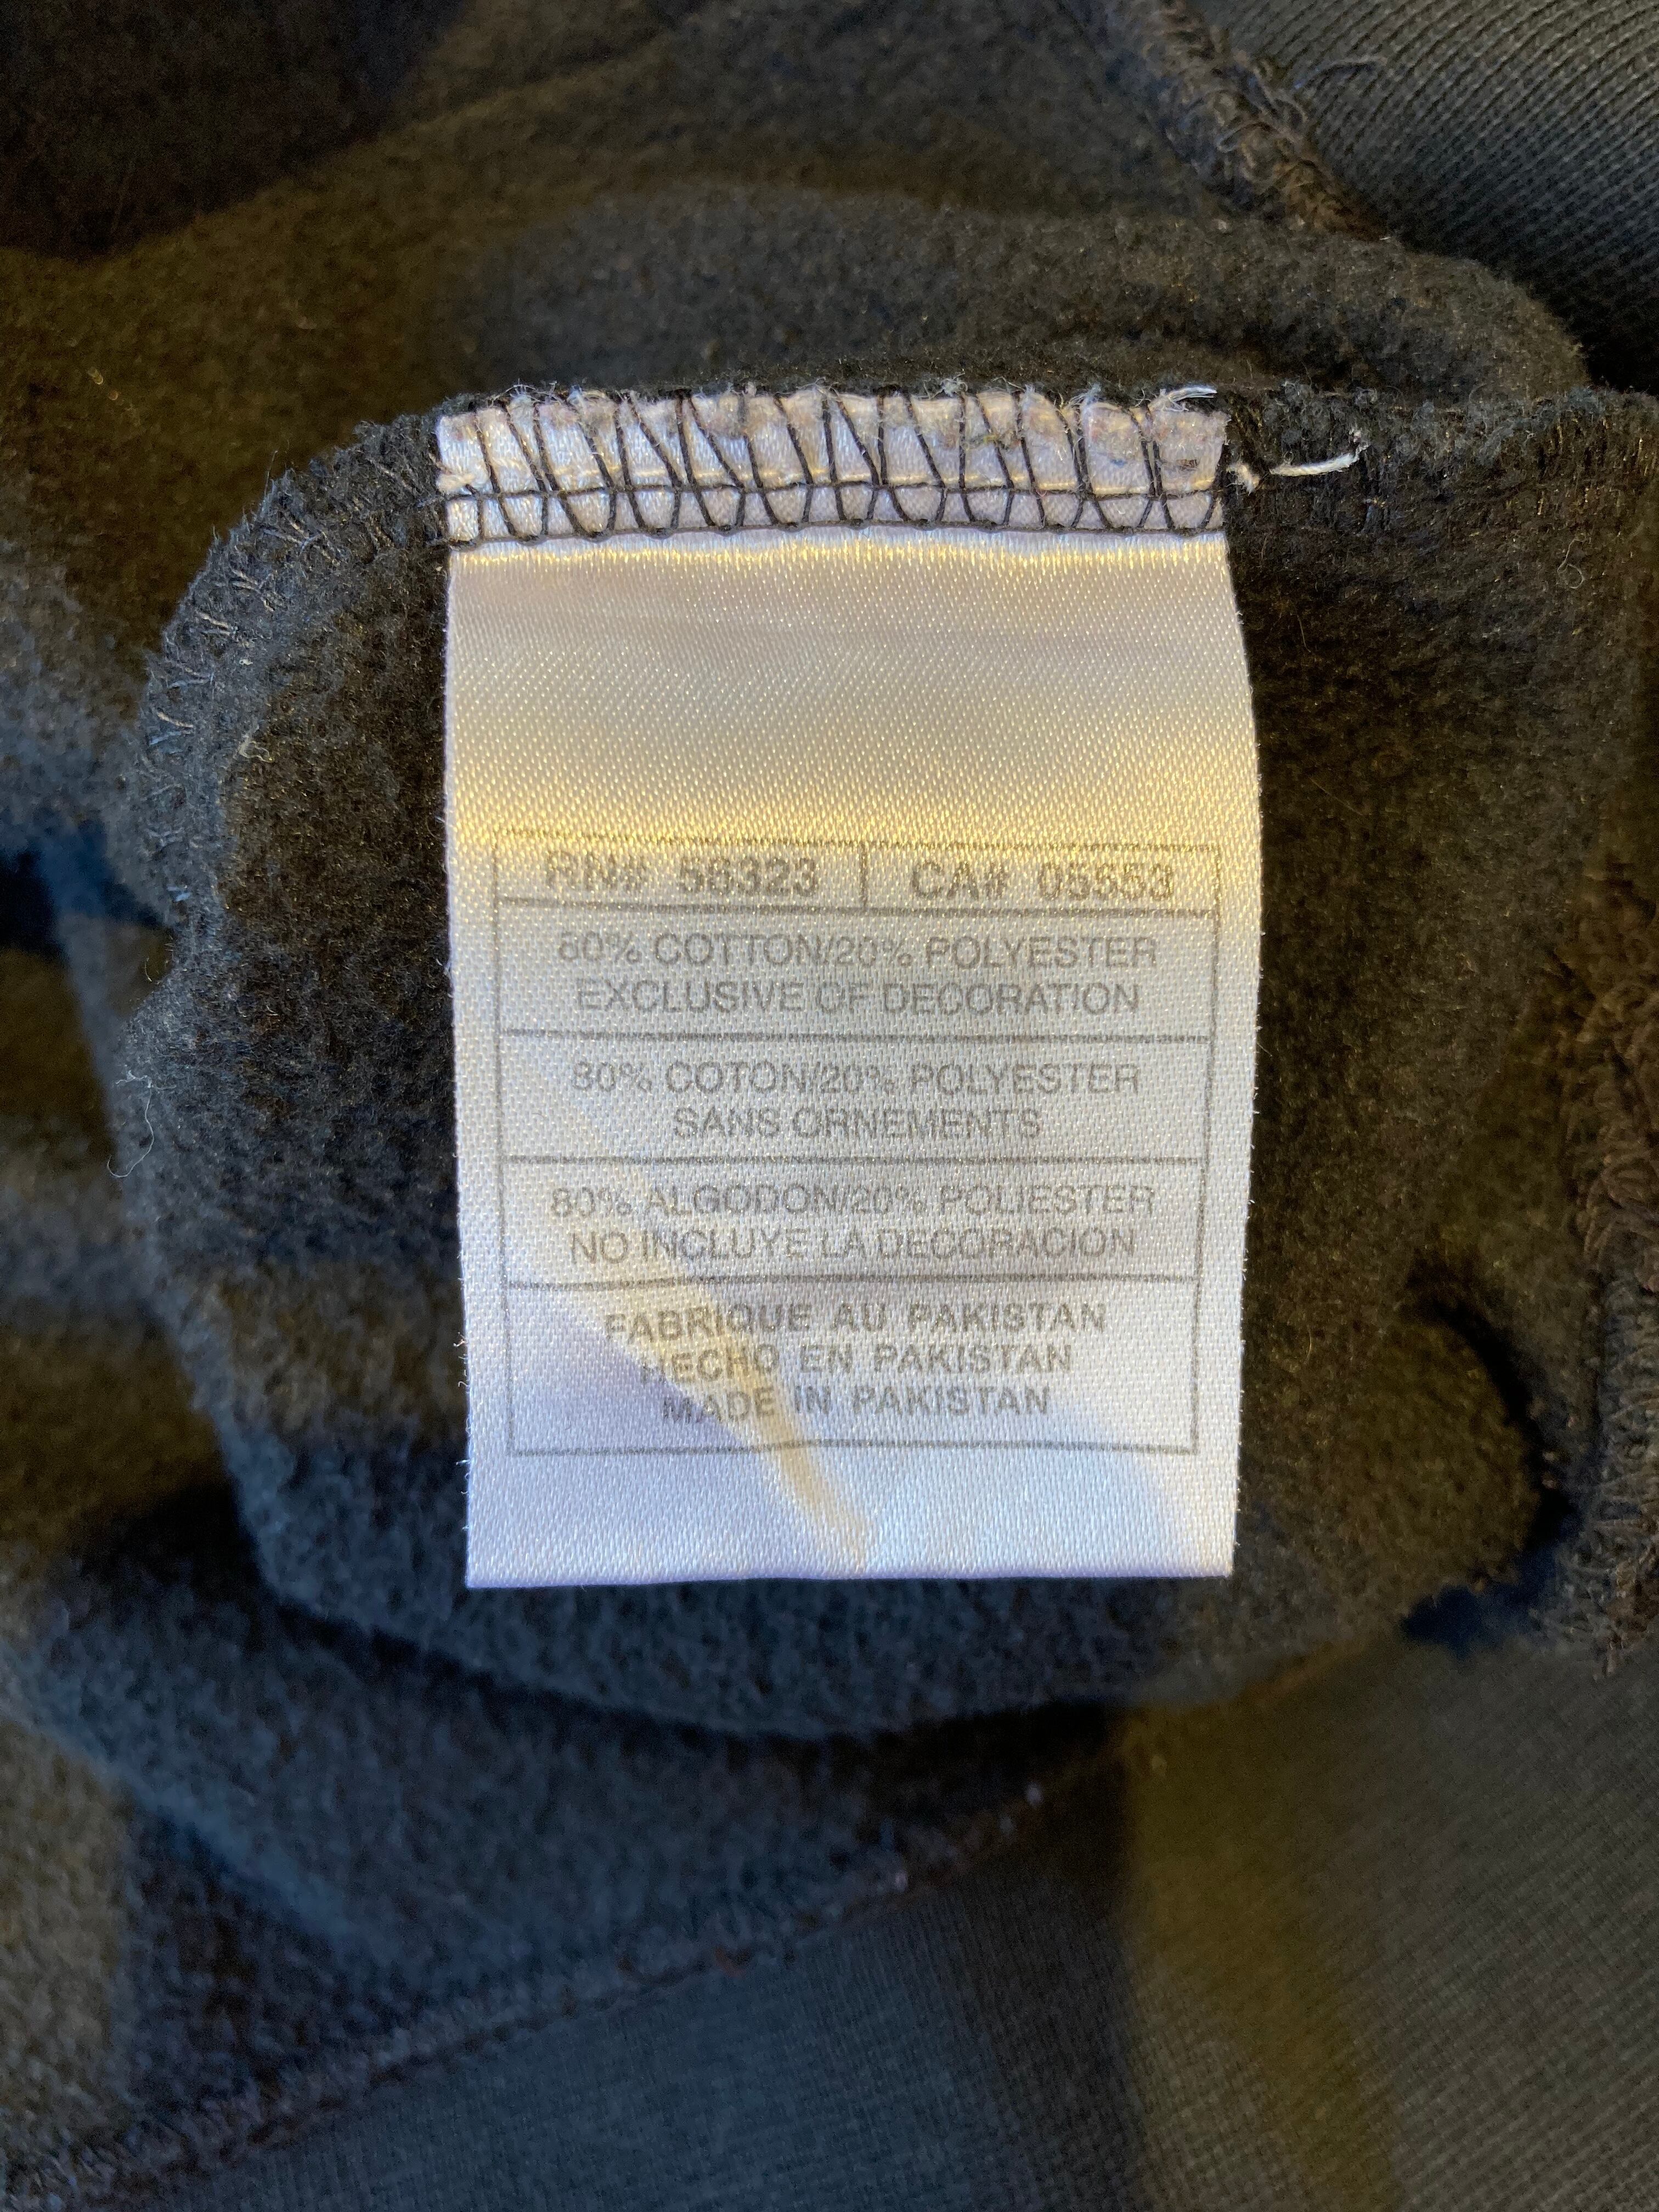 RN# 56323 CA# 05553
80% COTTON/20% POLYESTER
EXCLUSIVE OF DECORATION
80% COTON/20% POLYESTER
SANS ORNEMENTS
80% ALGODON/20% POLIESTER
NO INCLUYE LA DECORACION
FABRIQUE AU PAKISTAN
HECHO EN PAKISTAN
MADE IN PAKISTAN